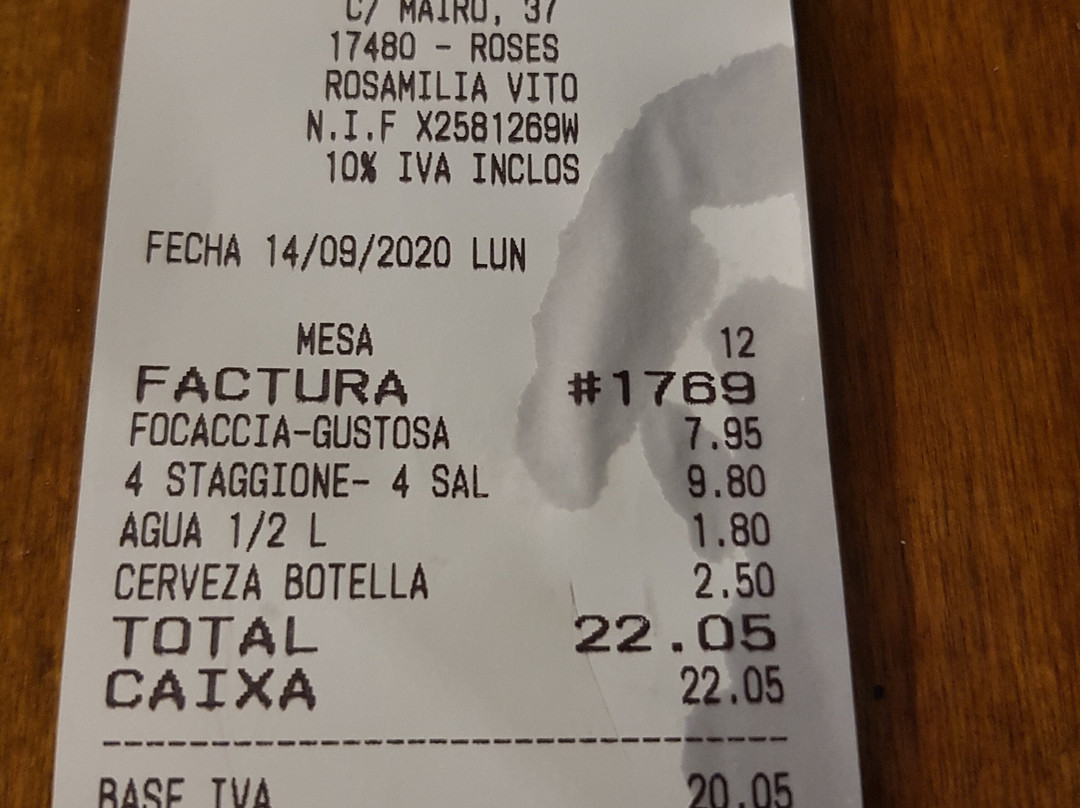 C/ MAIRO, 37
17480 - ROSES
ROSAMILIA VITO
N.I.F X2581269W
10% IVA INCLOS
FECHA 14/09/2020 LUN
MESA 12
FACTURA #1769
FOCACCIA-GUSTOSA 7.95
4 STAGGIONE- 4 SAL 9.80
AGUA 1/2 L 1.80
CERVEZA BOTELLA 2.50
TOTAL 22.05
CAIXA 22.05
BASE IVA 20.05